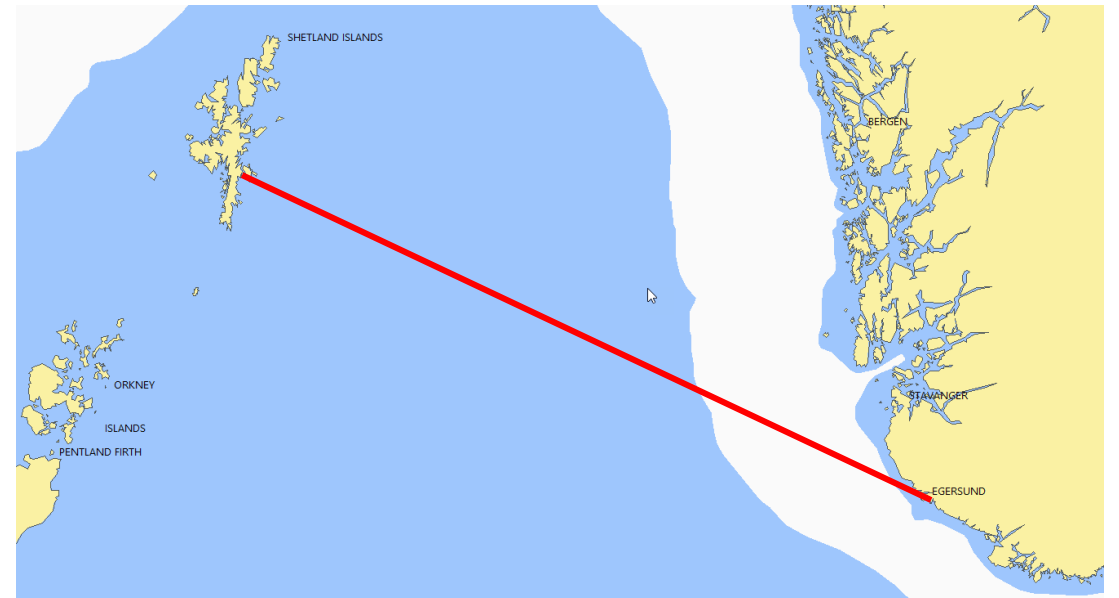 SHETLAND ISLANDS
BERGEN
ORKNEY
STAVANGER
ISLANDS
PENTLAND FIRTH
EGERSUND